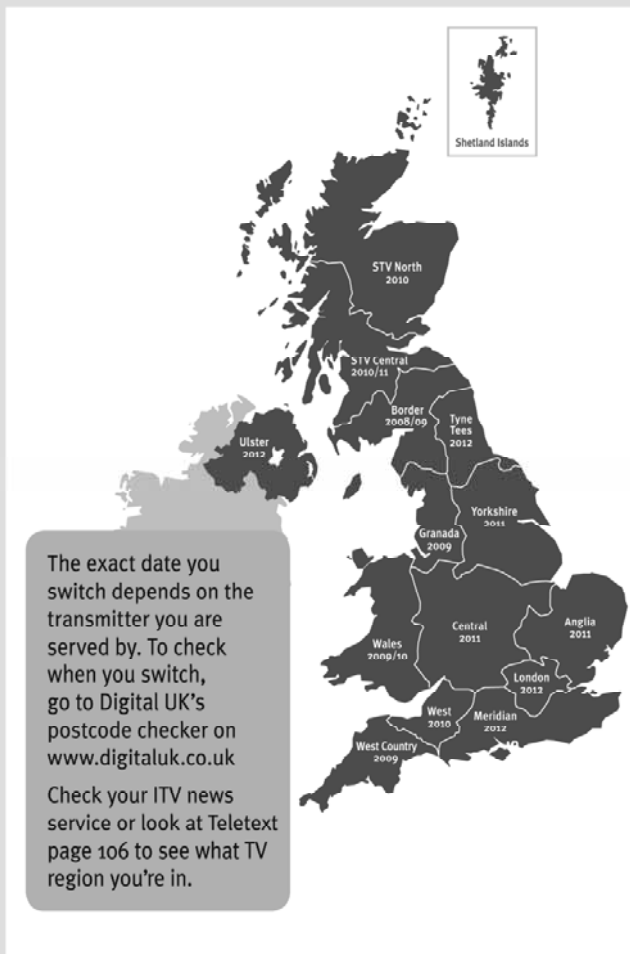 Shetland Islands
STV North
2010
STV Central
2010/11
Border
2008/09
Tyne
Tees
2012
Ulster
2012
Yorkshire
2011
Granada
2009
Central
2011
Anglia
2011
Wales
2009/10
London
2012
West
2010
Meridian
2012
West Country
2009
The exact date you
switch depends on the
transmitter you are
served by. To check
when you switch,
go to Digital UK's
postcode checker on
www.digitaluk.co.uk
Check your ITV news
service or look at Teletext
page 106 to see what TV
region you're in.